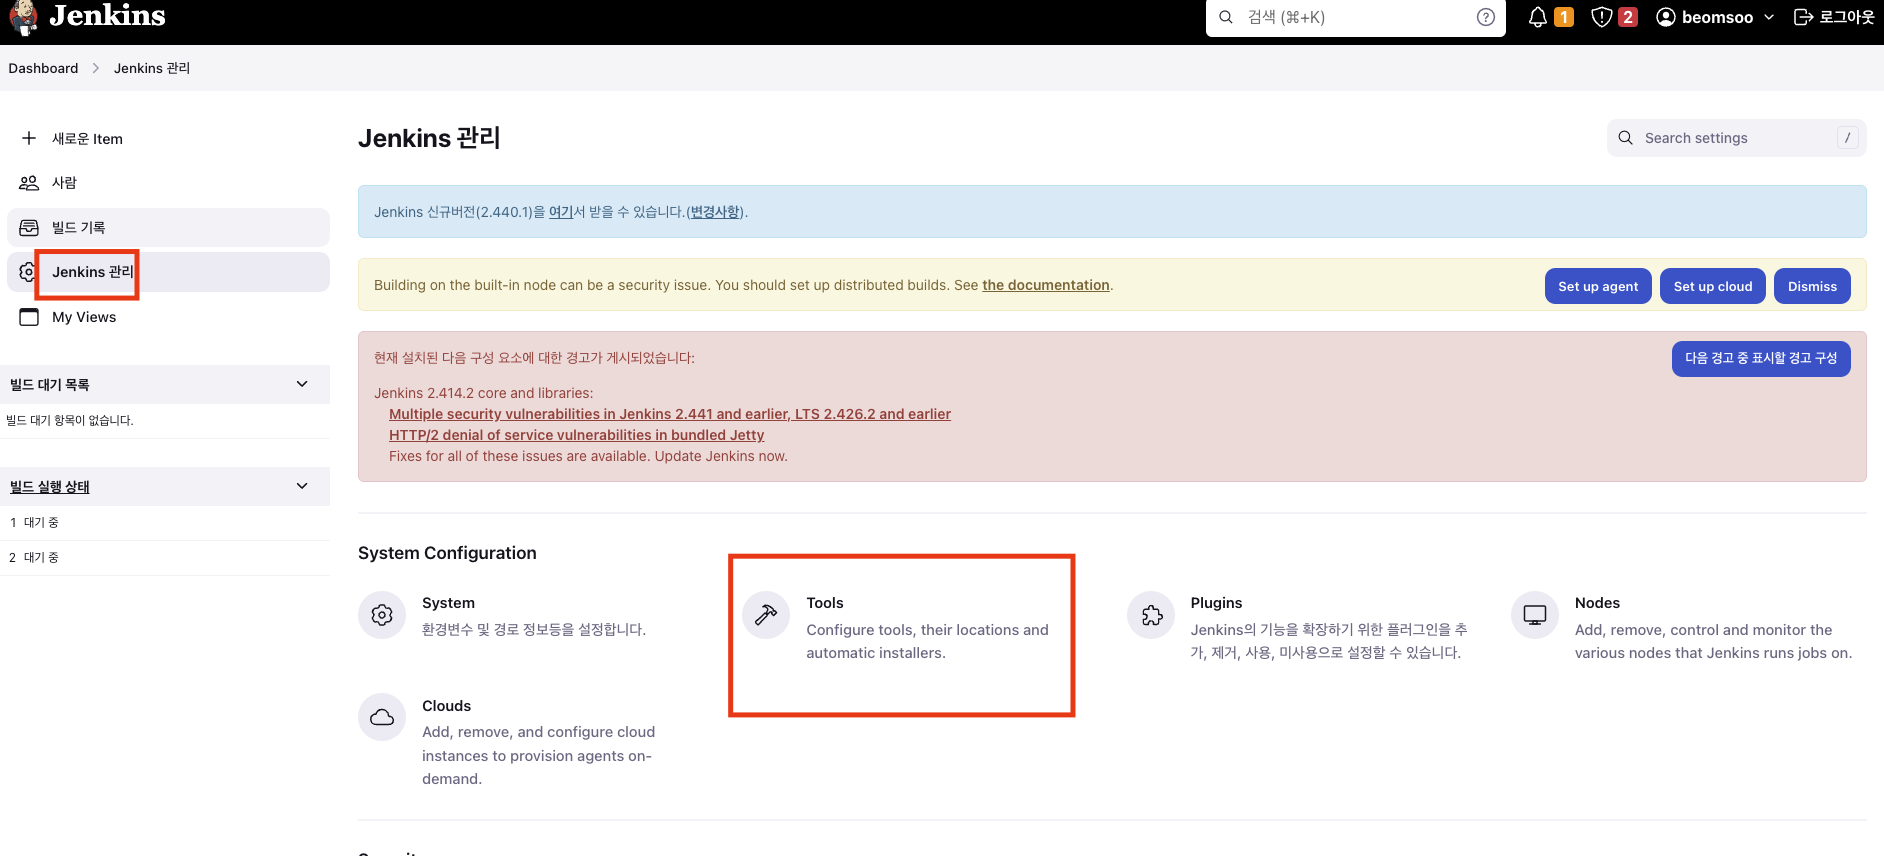 Jenkins
검색 (⌘+K)
1
2
beomsoo
로그아웃
Dashboard
Jenkins 관리
새로운 Item
사람
빌드 기록
Jenkins 관리
My Views
빌드 대기 목록
빌드 대기 항목이 없습니다.
빌드 실행 상태
1 대기 중
2 대기 중
Jenkins 관리
Search settings
/
Jenkins 신규버전(2.440.1)을 여기서 받을 수 있습니다.(변경사항).
Building on the built-in node can be a security issue. You should set up distributed builds. See the documentation.
Set up agent
Set up cloud
Dismiss
현재 설치된 다음 구성 요소에 대한 경고가 게시되었습니다:
다음 경고 중 표시할 경고 구성
Jenkins 2.414.2 core and libraries:
Multiple security vulnerabilities in Jenkins 2.441 and earlier, LTS 2.426.2 and earlier
HTTP/2 denial of service vulnerabilities in bundled Jetty
Fixes for all of these issues are available. Update Jenkins now.
System Configuration
System
환경변수 및 경로 정보등을 설정합니다.
Tools
Configure tools, their locations and
automatic installers.
Plugins
Jenkins의 기능을 확장하기 위한 플러그인을 추
가, 제거, 사용, 미사용으로 설정할 수 있습니다.
Nodes
Add, remove, control and monitor the
various nodes that Jenkins runs jobs on.
Clouds
Add, remove, and configure cloud
instances to provision agents on-
demand.